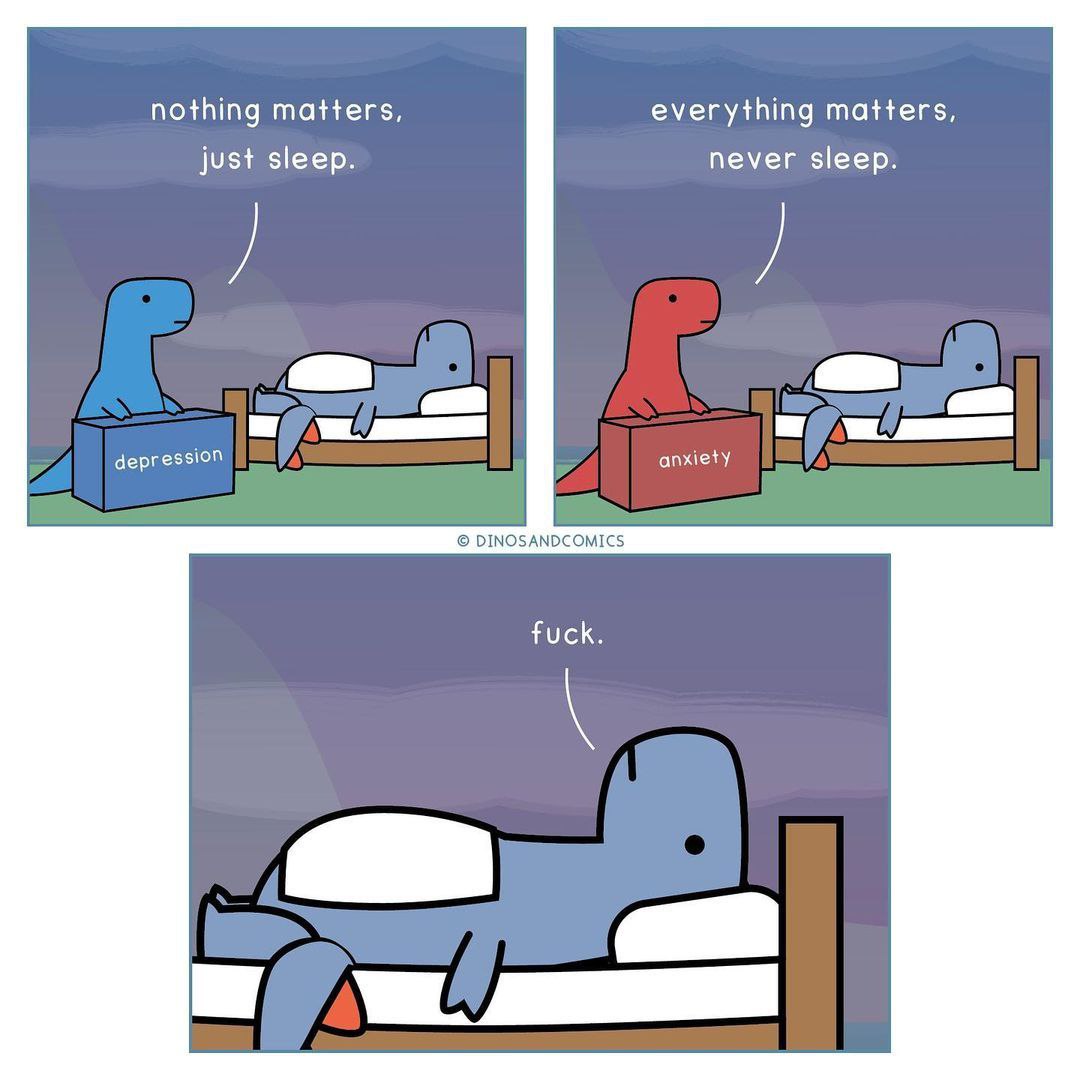 nothing matters,
just sleep.
depression
everything matters,
never sleep.
anxiety
© DINOSANDCOMICS
fuck.